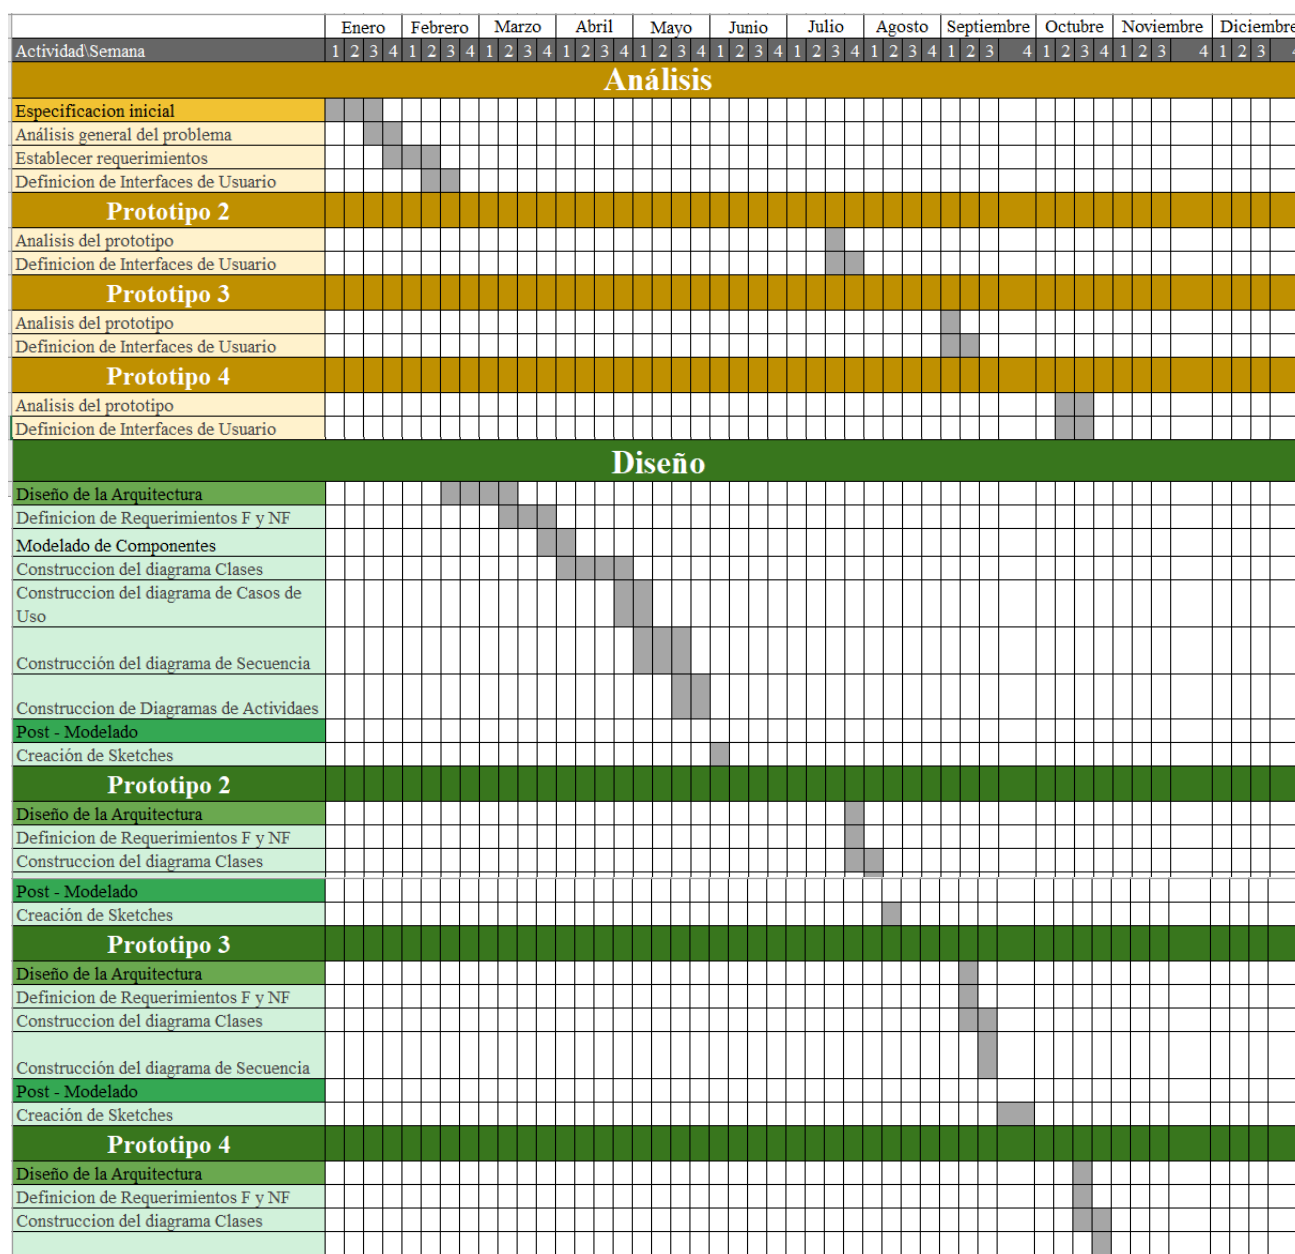 Enero Febrero Marzo Abril Mayo Junio Julio Agosto Septiembre Octubre Noviembre Diciembre
Actividad\Semana 1 2 3 4 1 2 3 4 1 2 3 4 1 2 3 4 1 2 3 4 1 2 3 4 1 2 3 4 1 2 3 4 1 2 3 4 1 2 3 4 1 2 3 4 1 2 3 4
Análisis
Especificacion inicial
Análisis general del problema
Establecer requerimientos
Definicion de Interfaces de Usuario
Prototipo 2
Analisis del prototipo
Definicion de Interfaces de Usuario
Prototipo 3
Analisis del prototipo
Definicion de Interfaces de Usuario
Prototipo 4
Analisis del prototipo
Definicion de Interfaces de Usuario
Diseño
Diseño de la Arquitectura
Definicion de Requerimientos F y NF
Modelado de Componentes
Construccion del diagrama Clases
Construccion del diagrama de Casos de
Uso
Construcción del diagrama de Secuencia
Construccion de Diagramas de Actividaes
Post - Modelado
Creación de Sketches
Prototipo 2
Diseño de la Arquitectura
Definicion de Requerimientos F y NF
Construccion del diagrama Clases
Post - Modelado
Creación de Sketches
Prototipo 3
Diseño de la Arquitectura
Definicion de Requerimientos F y NF
Construccion del diagrama Clases
Construcción del diagrama de Secuencia
Post - Modelado
Creación de Sketches
Prototipo 4
Diseño de la Arquitectura
Definicion de Requerimientos F y NF
Construccion del diagrama Clases